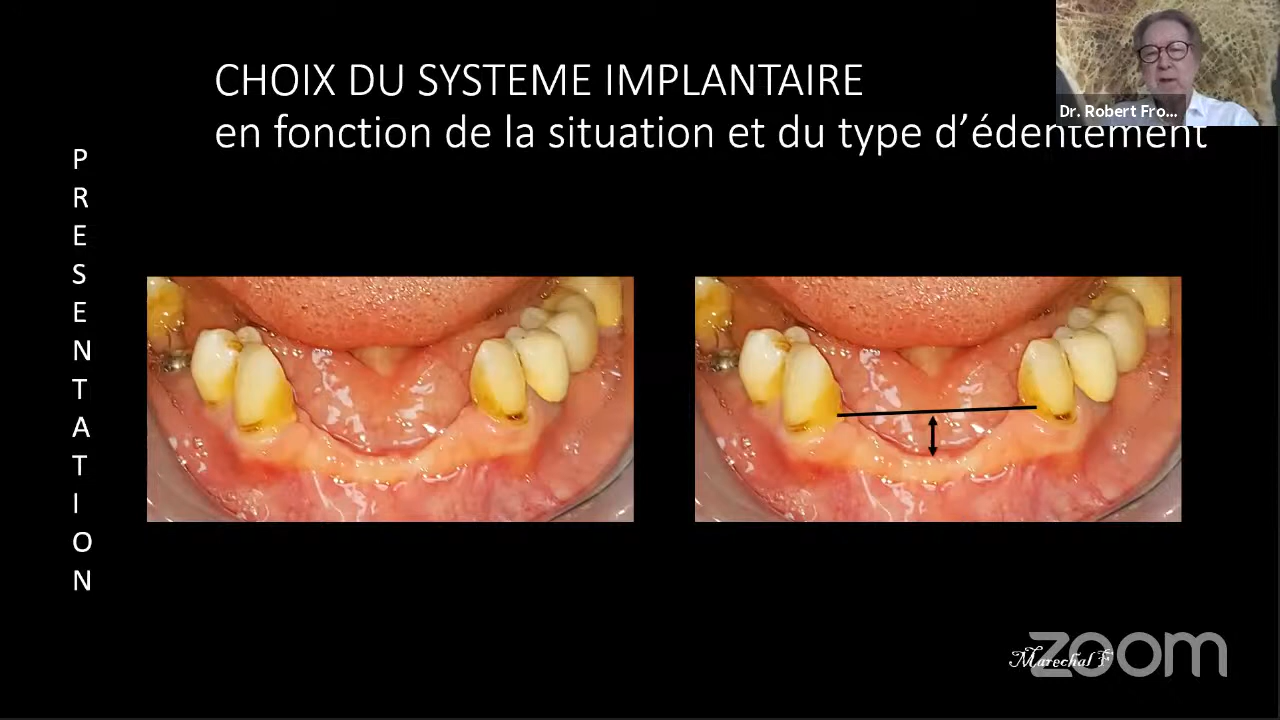 CHOIX DU SYSTEME IMPLANTAIRE
en fonction de la situation et du type d’édentement
Dr. Robert Fro...
PRESENTATION
Marechal F
zoom